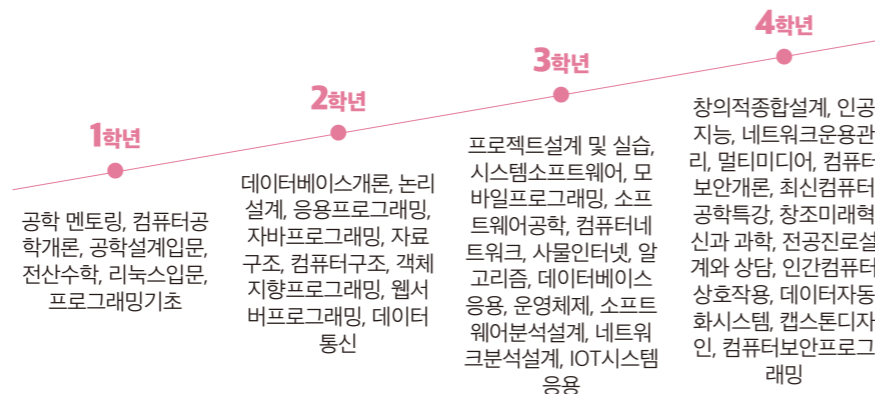 1학년
공학 멘토링, 컴퓨터공
학개론, 공학설계입문,
전산수학, 리눅스입문,
프로그래밍기초
2학년
데이터베이스개론, 논리
설계, 응용프로그래밍,
자바프로그래밍, 자료
구조, 컴퓨터구조, 객체
지향프로그래밍, 웹서
버프로그래밍, 데이터
통신
3학년
프로젝트설계 및 실습,
시스템소프트웨어, 모
바일프로그래밍, 소프
트웨어공학, 컴퓨터네
트워크, 사물인터넷, 알
고리즘, 데이터베이스
응용, 운영체제, 소프트
웨어분석설계, 네트워
크분석설계, IOT시스템
응용
4학년
창의적종합설계, 인공
지능, 네트워크운용관
리, 멀티미디어, 컴퓨터
보안개론, 최신컴퓨터
공학특강, 창조미래혁
신과 과학, 전공진로설
계와 상담, 인간컴퓨터
상호작용, 데이터자동
화시스템, 캡스톤디자
인, 컴퓨터보안프로그
래밍